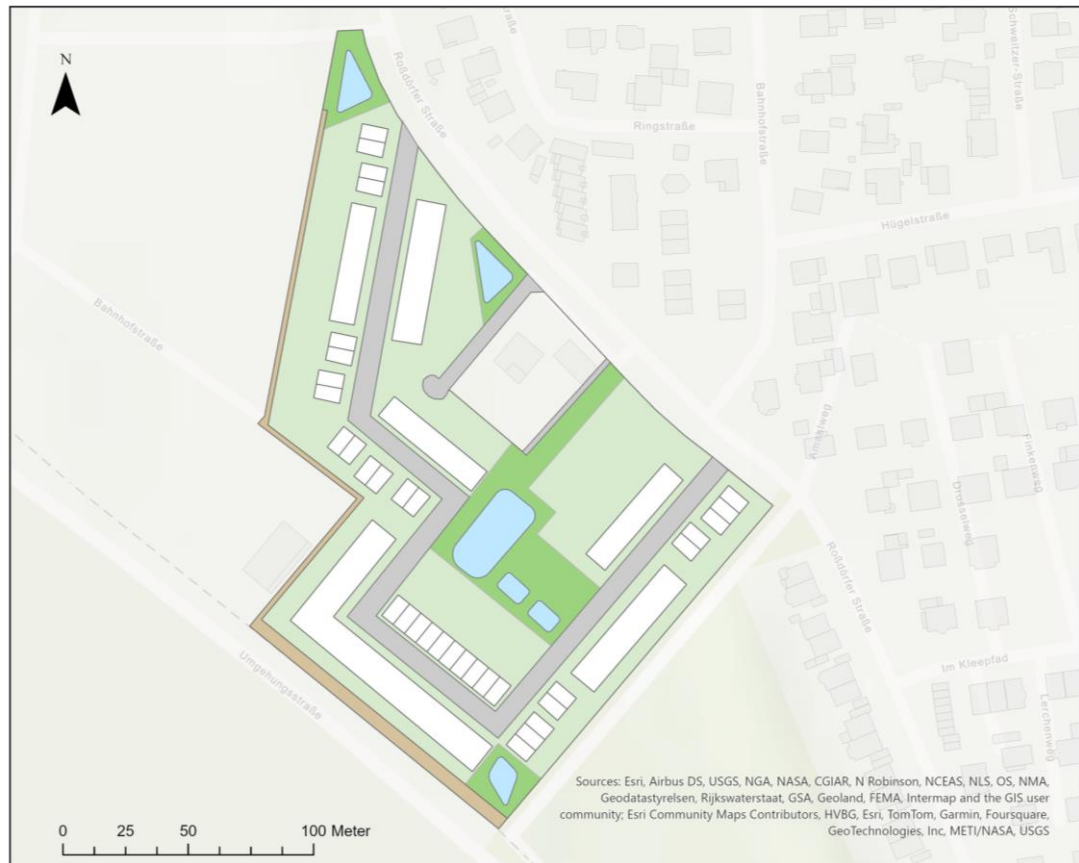 N
Roßdörfer Straße
Ringstraße
Bahnhofstraße
Schweitzer-Straße
Hügelstraße
Bahnhofstraße
Amselweg
Finkenweg
Drosselweg
Roßdörfer Straße
Umgehungsstraße
Im Kleepfad
Lerchenweg
Sources: Esri, Airbus DS, USGS, NGA, NASA, CGIAR, N Robinson, NCEAS, NLS, OS, NMA,
Geodatastyrelsen, Rijkswaterstaat, GSA, Geoland, FEMA, Intermap and the GIS user
community; Esri Community Maps Contributors, HVBG, Esri, TomTom, Garmin, Foursquare,
GeoTechnologies, Inc, METI/NASA, USGS
0 25 50 100 Meter